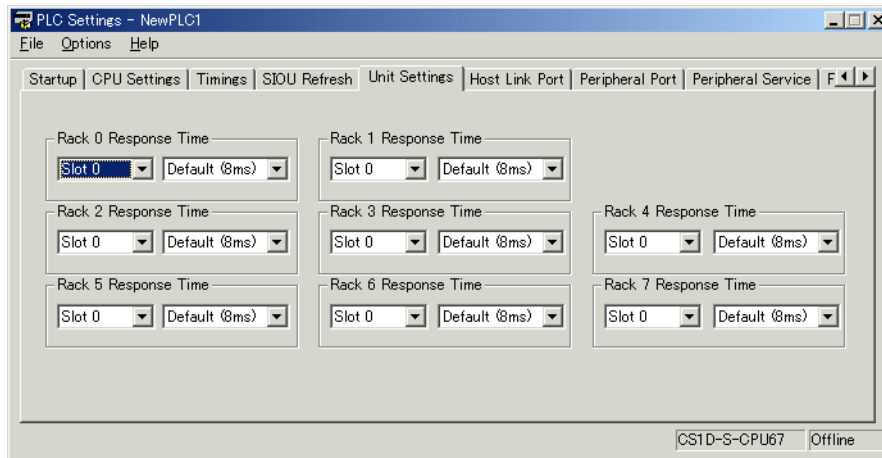 PLC Settings - NewPLC1
File Options Help
Startup CPU Settings Timings SIOU Refresh Unit Settings Host Link Port Peripheral Port Peripheral Service F
Rack 0 Response Time Rack 1 Response Time
Slot 0 Default (8ms) Slot 0 Default (8ms)
Rack 2 Response Time Rack 3 Response Time Rack 4 Response Time
Slot 0 Default (8ms) Slot 0 Default (8ms) Slot 0 Default (8ms)
Rack 5 Response Time Rack 6 Response Time Rack 7 Response Time
Slot 0 Default (8ms) Slot 0 Default (8ms) Slot 0 Default (8ms)
CS1D-S-CPU67 Offline